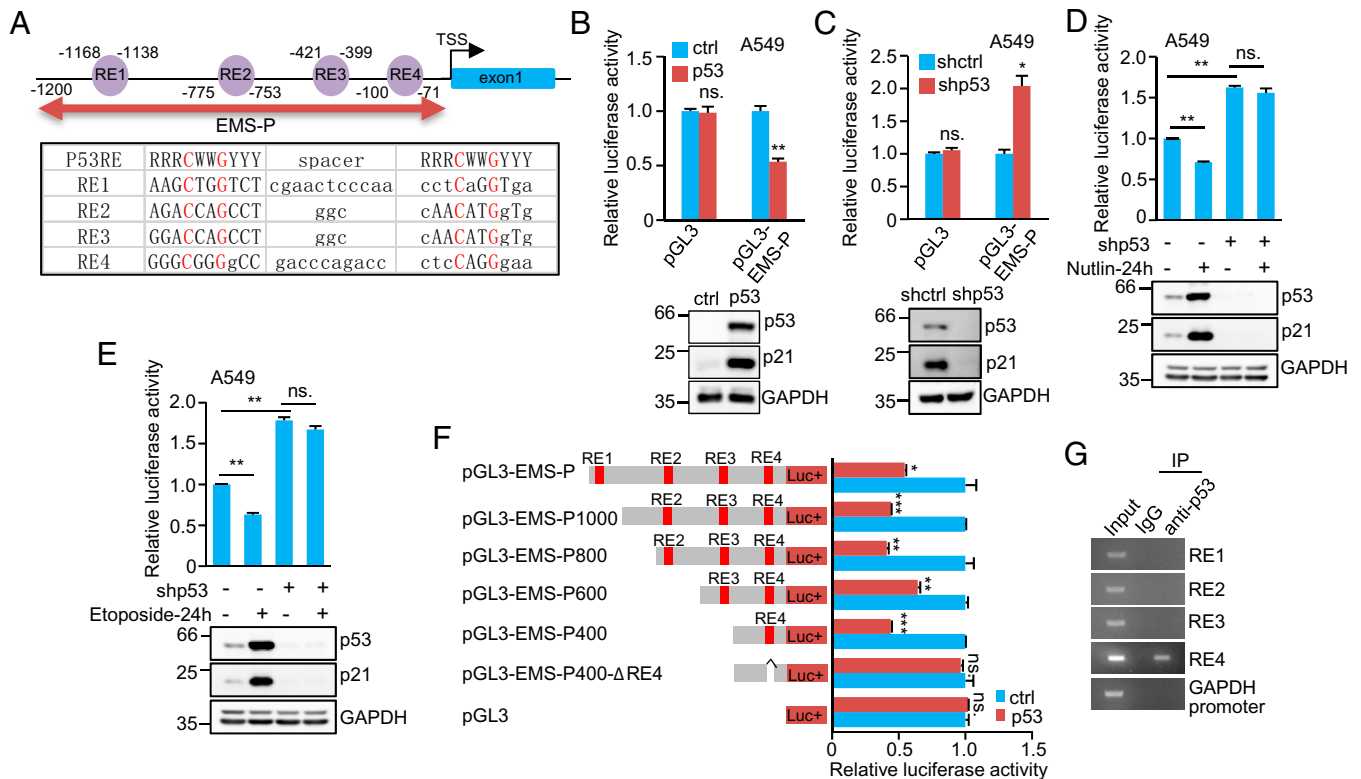 A
-1168 -1138 -421 -399 TSS
RE1 RE2 RE3 RE4 exon1
-1200 -775 -753 -100 -71
EMS-P
P53RE RRRCWWGYYY spacer RRRCWWGYYY
RE1 AAGCTGGTCT cgaactcccaa cctCaGGTga
RE2 AGACCAGCCT ggc cAACATGgTg
RE3 GGACCAGCCT ggc cAACATGgTg
RE4 GGGCGGGgCC gacccagacc ctcCAGGgaa
B
ctrl A549
p53
ns.
**
Relative luciferase activity
1.5
1.0
0.5
0
pGL3 pGL3-EMS-P
ctrl p53
66 p53
25 p21
35 GAPDH
C
A549
shctrl
shp53
*
ns.
Relative luciferase activity
2.5
2.0
1.5
1.0
0.5
0
pGL3 pGL3-EMS-P
shctrl shp53
66 p53
25 p21
35 GAPDH
D
A549
** ns.
**
Relative luciferase activity
2.0
1.5
1.0
0.5
0
shp53 - - + +
Nutlin-24h - + - +
66 p53
25 p21
35 GAPDH
E
A549
** ns.
**
Relative luciferase activity
2.0
1.5
1.0
0.5
0
shp53 - - + +
Etoposide-24h - + - +
66 p53
25 p21
35 GAPDH
F
RE1 RE2 RE3 RE4
pGL3-EMS-P Luc+ *
RE2 RE3 RE4
pGL3-EMS-P1000 Luc+ ***
RE2 RE3 RE4
pGL3-EMS-P800 Luc+ **
RE3 RE4
pGL3-EMS-P600 Luc+ **
RE4
pGL3-EMS-P400 Luc+ ***
pGL3-EMS-P400-ΔRE4 Luc+ ns.
pGL3 Luc+ ns.
ctrl
p53
0 0.5 1.0
Relative luciferase activity
G
IP
Input IgG anti-p53
RE1
RE2
RE3
RE4
GAPDH
promoter